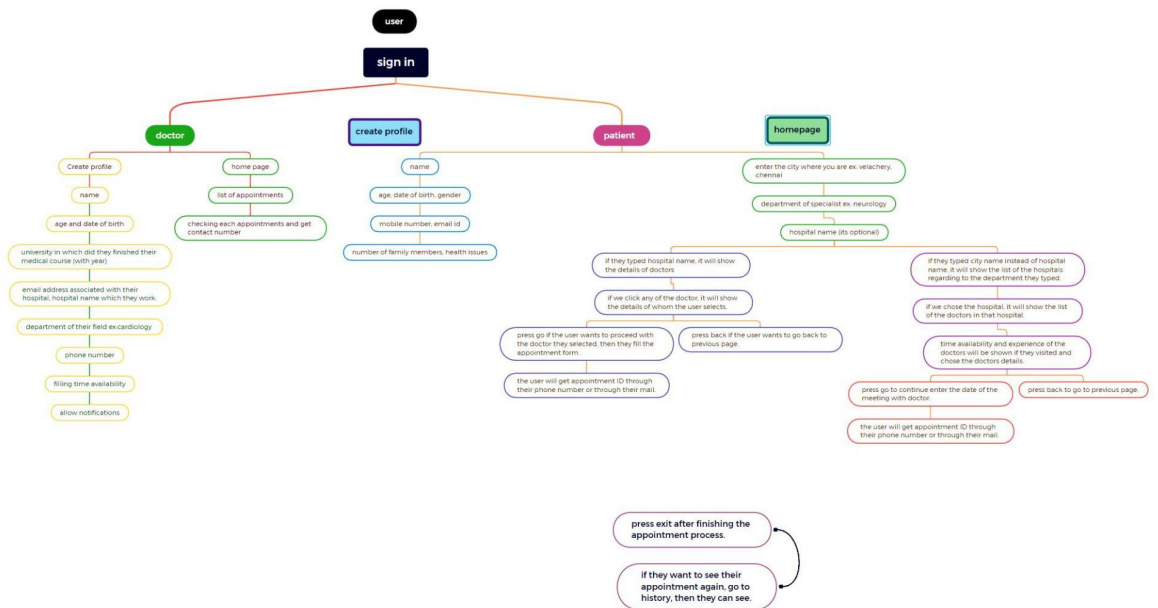 user
sign in
doctor
create profile
patient
homepage
Create profile
home page
name
enter the city where you are ex: velachery,
chennai
name
list of appointments
age, date of birth, gender
department of specialist ex: neurology
age and date of birth
checking each appointments and get
contact number
mobile number, email id
hospital name (its optional)
university in which did they finished their
medical course (with year)
number of family members, health issues
if they typed hospital name, it will show
the details of doctors
if they typed city name instead of hospital
name, it will show the list of the hospitals
regarding to the department they typed.
email address associated with their
hospital, hospital name which they work.
if we click any of the doctor, it will show
the details of whom the user selects.
if we chose the hospital, it will show the list
of the doctors in that hospital.
department of their field ex:cardiology
press go if the user wants to proceed with
the doctor they selected, then they fill the
appointment form .
press back if the user wants to go back to
previous page.
time availability and experience of the
doctors will be shown if they visited and
chose the doctors details.
phone number
filling time availability
the user will get appointment ID through
their phone number or through their mail.
press go to continue enter the date of the
meeting with doctor.
press back to go to previous page
allow notifications
the user will get appointment ID through
their phone number or through their mail.
press exit after finishing the
appointment process.
if they want to see their
appointment again, go to
history, then they can see.